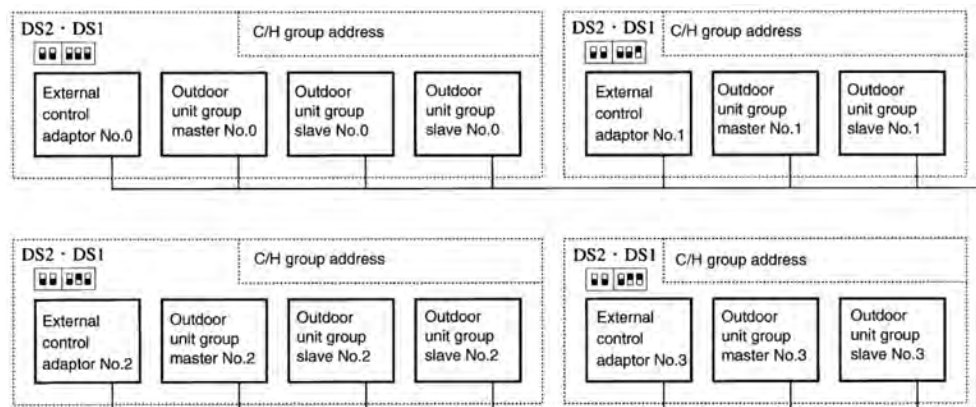 DS2 · DS1
C/H group address
External
control
adaptor No.0
Outdoor
unit group
master No.0
Outdoor
unit group
slave No.0
Outdoor
unit group
slave No.0
DS2 · DS1
C/H group address
External
control
adaptor No.1
Outdoor
unit group
master No.1
Outdoor
unit group
slave No.1
DS2 · DS1
C/H group address
External
control
adaptor No.2
Outdoor
unit group
master No.2
Outdoor
unit group
slave No.2
Outdoor
unit group
slave No.2
DS2 · DS1
C/H group address
External
control
adaptor No.3
Outdoor
unit group
master No.3
Outdoor
unit group
slave No.3